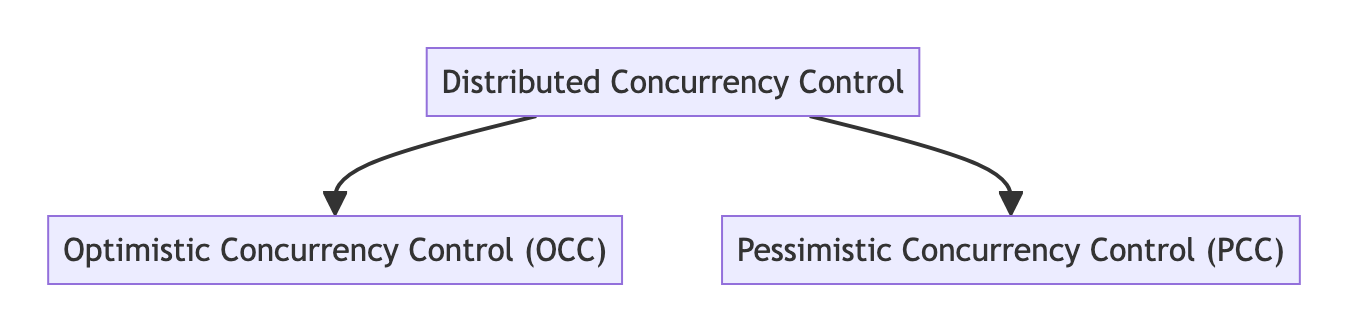 Distributed Concurrency Control
Optimistic Concurrency Control (OCC)
Pessimistic Concurrency Control (PCC)